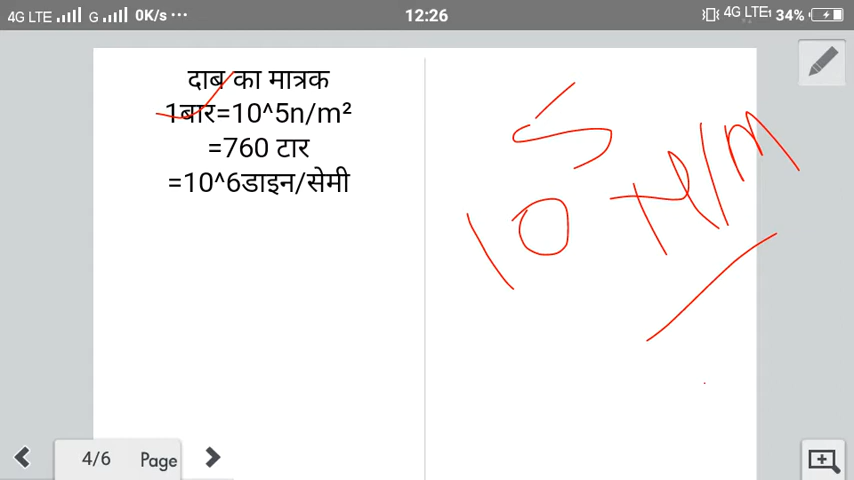 4G LTE G 0K/s ··· 12:26 4G LTE 34%
दाब का मात्रक
1बार=10^5n/m²
=760 टार
=10^6डाइन/सेमी
5
10 N/m
4/6 Page